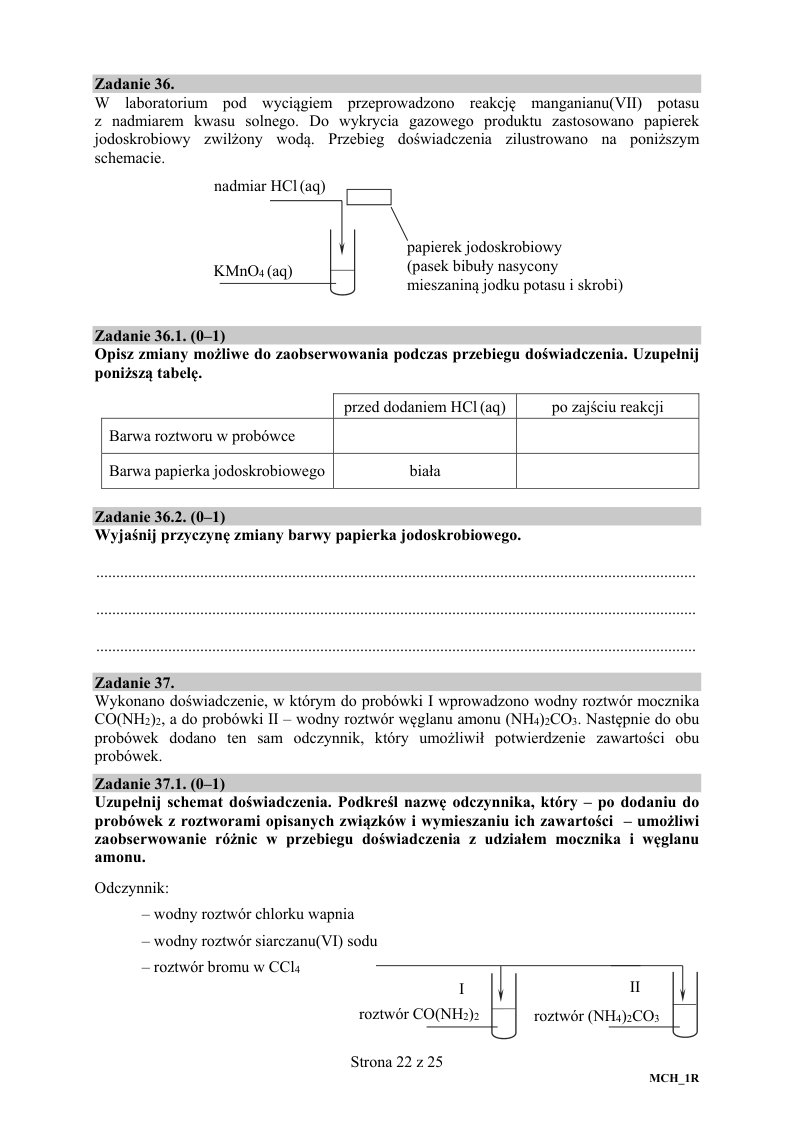 Zadanie 36.
W laboratorium pod wyciągiem przeprowadzono reakcję manganianu(VII) potasu
z nadmiarem kwasu solnego. Do wykrycia gazowego produktu zastosowano papierek
jodoskrobiowy zwilżony wodą. Przebieg doświadczenia zilustrowano na poniższym
schemacie.
nadmiar HCl (aq)
papierek jodoskrobiowy
(pasek bibuły nasycony
mieszaniną jodku potasu i skrobi)
KMnO4 (aq)
Zadanie 36.1. (0–1)
Opisz zmiany możliwe do zaobserwowania podczas przebiegu doświadczenia. Uzupełnij
poniższą tabelę.
przed dodaniem HCl (aq) po zajściu reakcji
Barwa roztworu w probówce
Barwa papierka jodoskrobiowego biała
Zadanie 36.2. (0–1)
Wyjaśnij przyczynę zmiany barwy papierka jodoskrobiowego.
Zadanie 37.
Wykonano doświadczenie, w którym do probówki I wprowadzono wodny roztwór mocznika
CO(NH2)2, a do probówki II – wodny roztwór węglanu amonu (NH4)2CO3. Następnie do obu
probówek dodano ten sam odczynnik, który umożliwił potwierdzenie zawartości obu
probówek.
Zadanie 37.1. (0–1)
Uzupełnij schemat doświadczenia. Podkreśl nazwę odczynnika, który – po dodaniu do
probówek z roztworami opisanych związków i wymieszaniu ich zawartości – umożliwi
zaobserwowanie różnic w przebiegu doświadczenia z udziałem mocznika i węglanu
amonu.
Odczynnik:
– wodny roztwór chlorku wapnia
– wodny roztwór siarczanu(VI) sodu
– roztwór bromu w CCl4
I
II
roztwór CO(NH2)2
roztwór (NH4)2CO3
Strona 22 z 25
MCH_1R